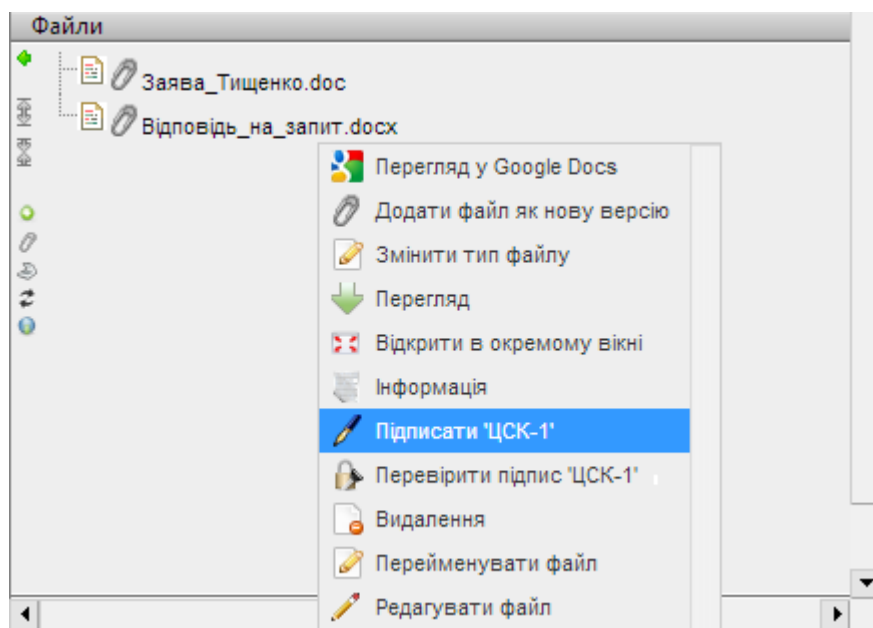 Файли
Заява_Тищенко.doc
Відповідь_на_запит.docx
Перегляд у Google Docs
Додати файл як нову версію
Змінити тип файлу
Перегляд
Відкрити в окремому вікні
Інформація
Підписати 'ЦСК-1'
Перевірити підпис 'ЦСК-1'
Видалення
Перейменувати файл
Редагувати файл